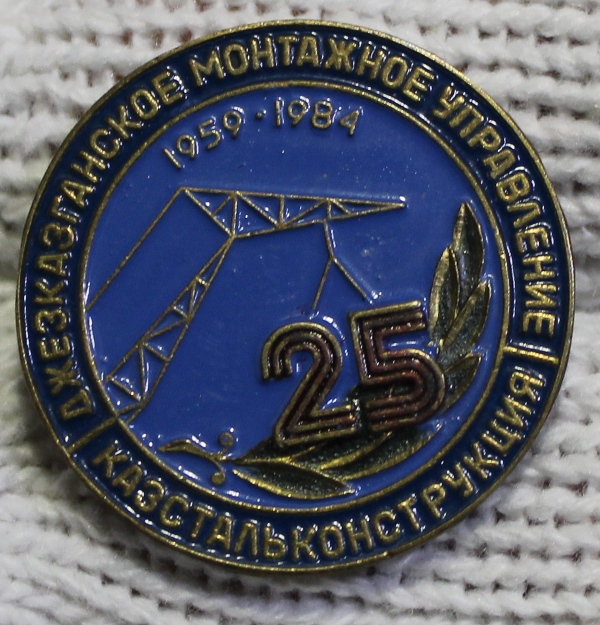 ДЖЕЗКАЗГАНСКОЕ МОНТАЖНОЕ УПРАВЛЕНИЕ
1959 · 1984
25
КАЗСТАЛЬКОНСТРУКЦИЯ